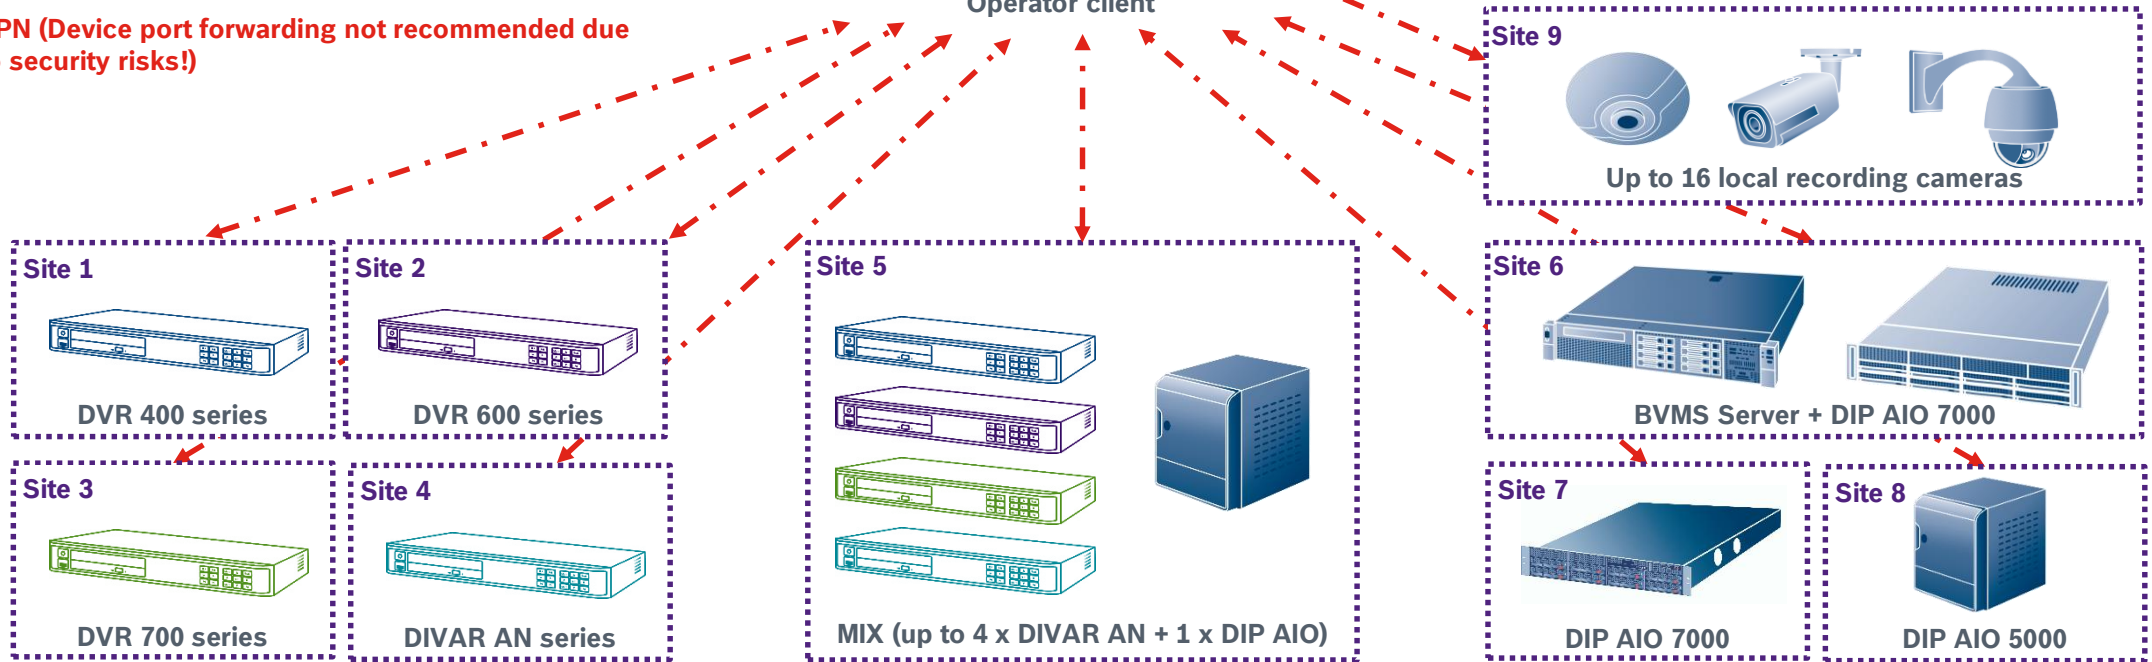 Operator client
PN (Device port forwarding not recommended due
security risks!)
Site 9
Up to 16 local recording cameras
Site 1
DVR 400 series
Site 2
DVR 600 series
Site 5
MIX (up to 4 x DIVAR AN + 1 x DIP AIO)
Site 6
BVMS Server + DIP AIO 7000
Site 3
DVR 700 series
Site 4
DIVAR AN series
Site 7
DIP AIO 7000
Site 8
DIP AIO 5000